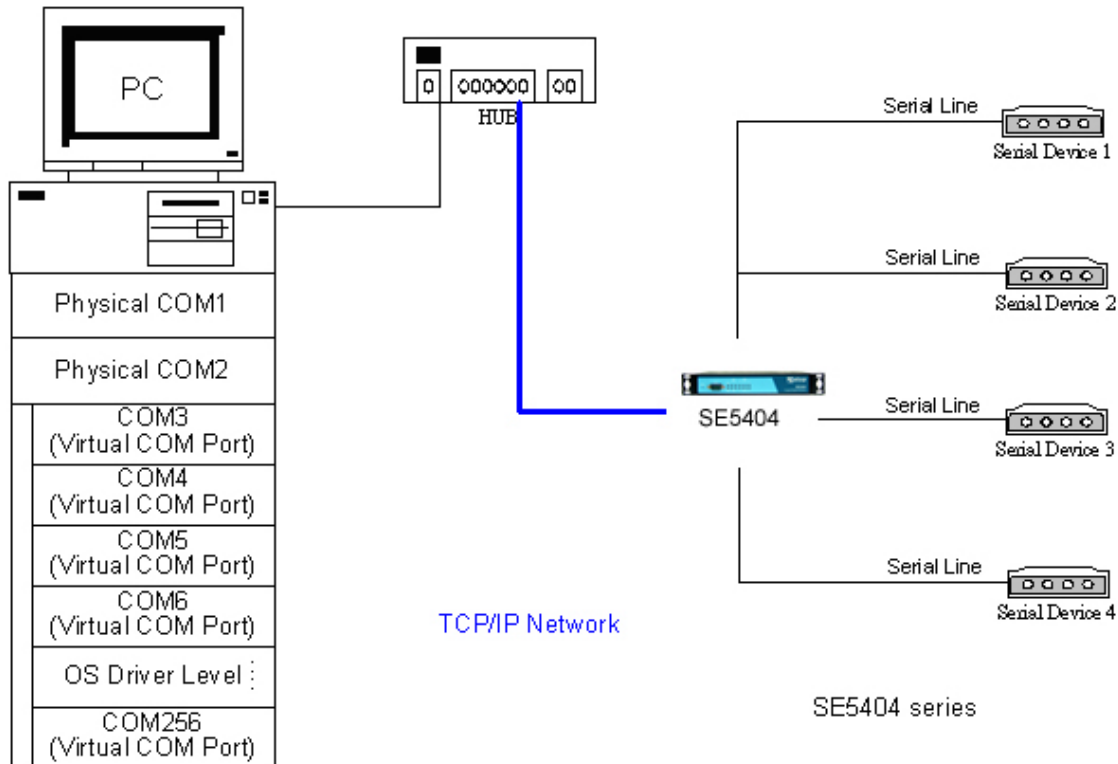 PC
HUB
Physical COM1
Physical COM2
COM3
(Virtual COM Port)
COM4
(Virtual COM Port)
COM5
(Virtual COM Port)
COM6
(Virtual COM Port)
OS Driver Level
COM256
(Virtual COM Port)
TCP/IP Network
SE5404
Serial Line
Serial Device 1
Serial Line
Serial Device 2
Serial Line
Serial Device 3
Serial Line
Serial Device 4
SE5404 series